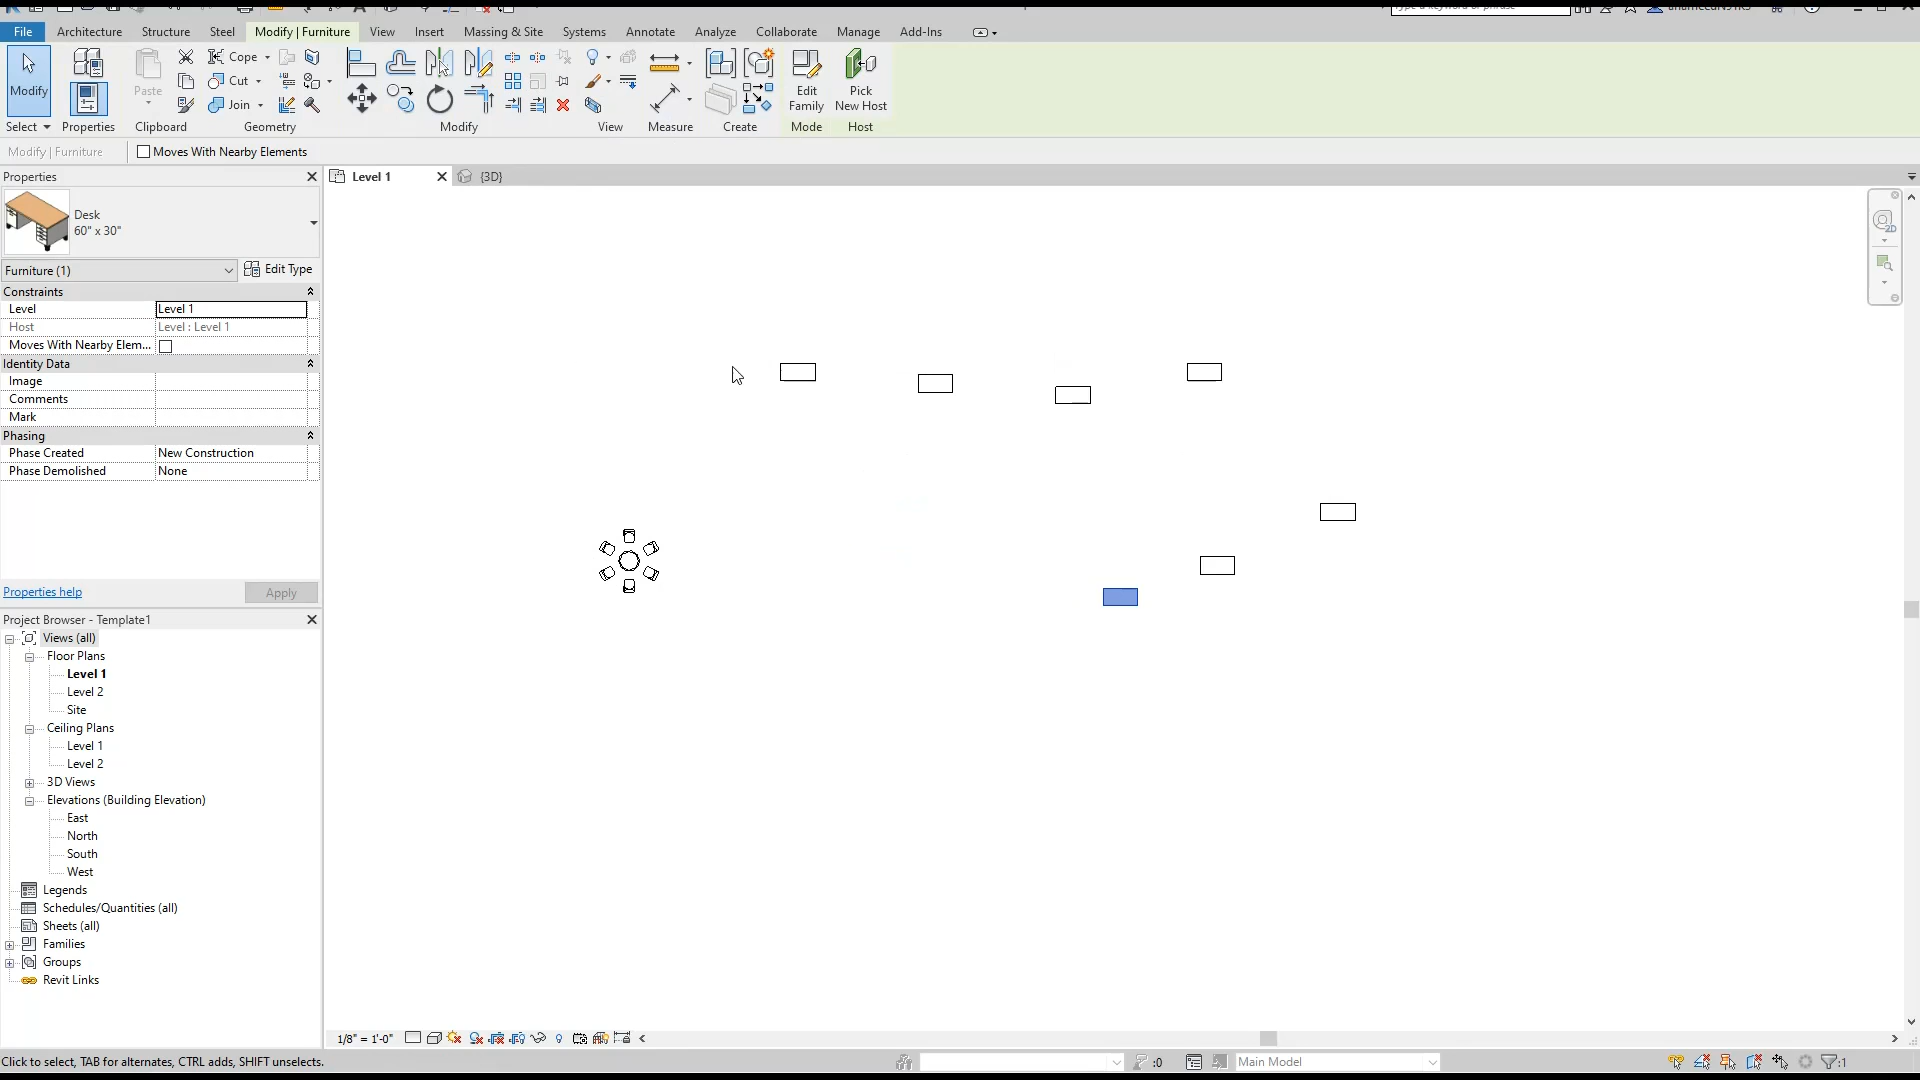 File Architecture Structure Steel Modify | Furniture View Insert Massing & Site Systems Annotate Analyze Collaborate Manage Add-Ins
Modify
Paste
Cope
Cut
Join
Edit Family
Pick New Host
Select Properties Clipboard Geometry Modify View Measure Create Mode Host
Modify | Furniture Moves With Nearby Elements
Properties
Level 1 {3D}
Desk
60" x 30"
Furniture (1) Edit Type
Constraints
Level Level 1
Host Level : Level 1
Moves With Nearby Elem...
Identity Data
Image
Comments
Mark
Phasing
Phase Created New Construction
Phase Demolished None
Properties help Apply
Project Browser - Template1
Views (all)
Floor Plans
Level 1
Level 2
Site
Ceiling Plans
Level 1
Level 2
3D Views
Elevations (Building Elevation)
East
North
South
West
Legends
Schedules/Quantities (all)
Sheets (all)
Families
Groups
Revit Links
2D
1/8" = 1'-0"
Click to select, TAB for alternates, CTRL adds, SHIFT unselects.
:0 Main Model :1